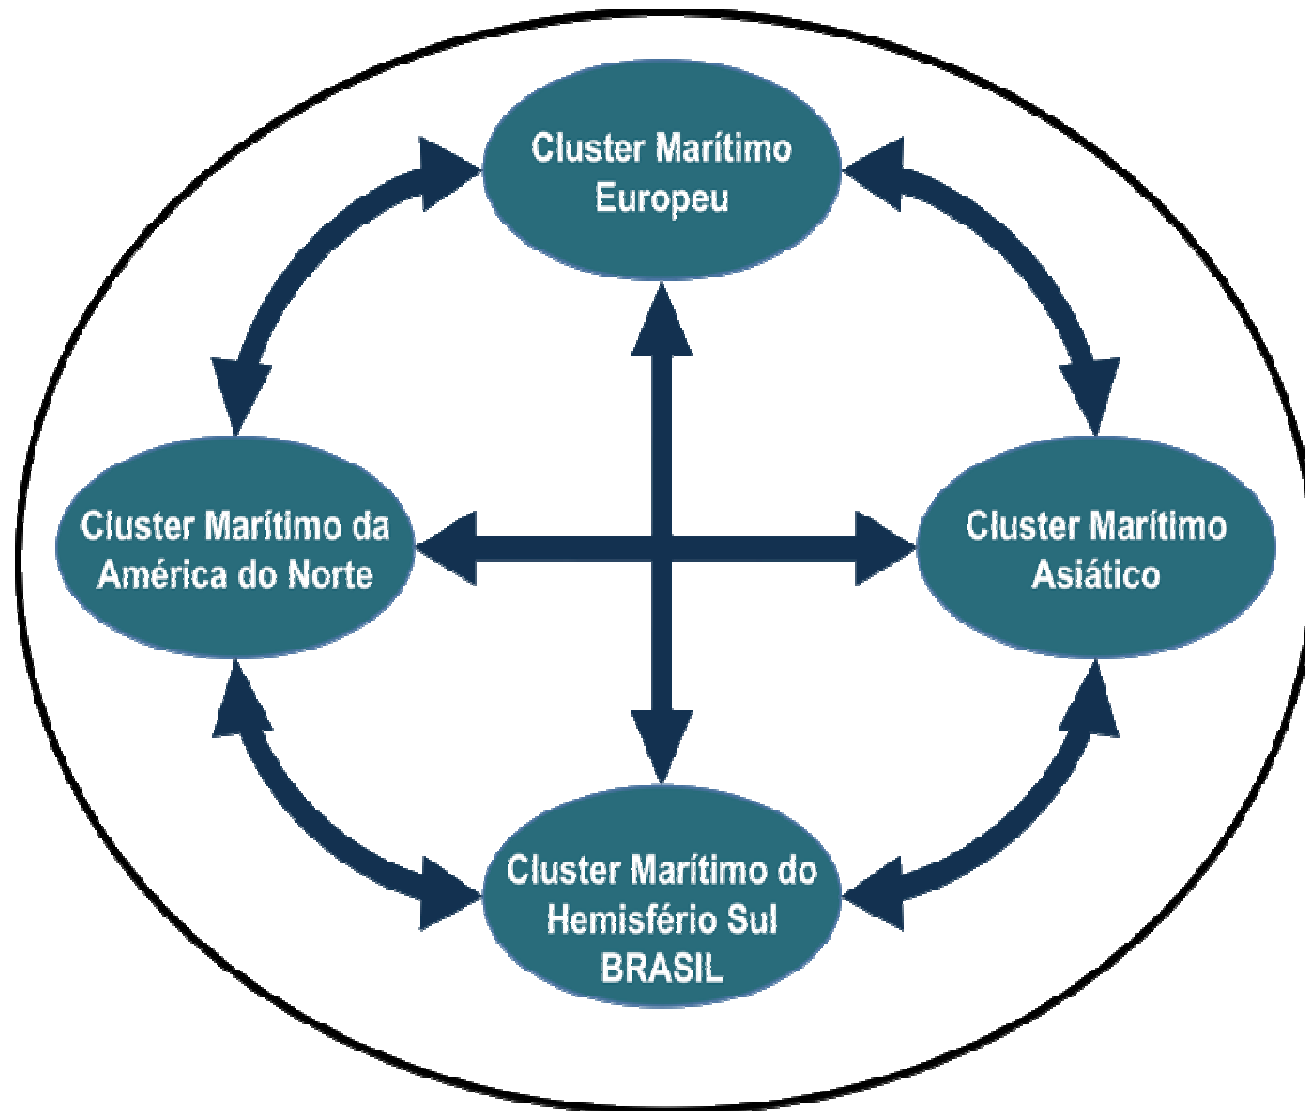 Cluster Marítimo
Europeu
Cluster Marítimo da
América do Norte
Cluster Marítimo
Asiático
Cluster Marítimo do
Hemisfério Sul
BRASIL